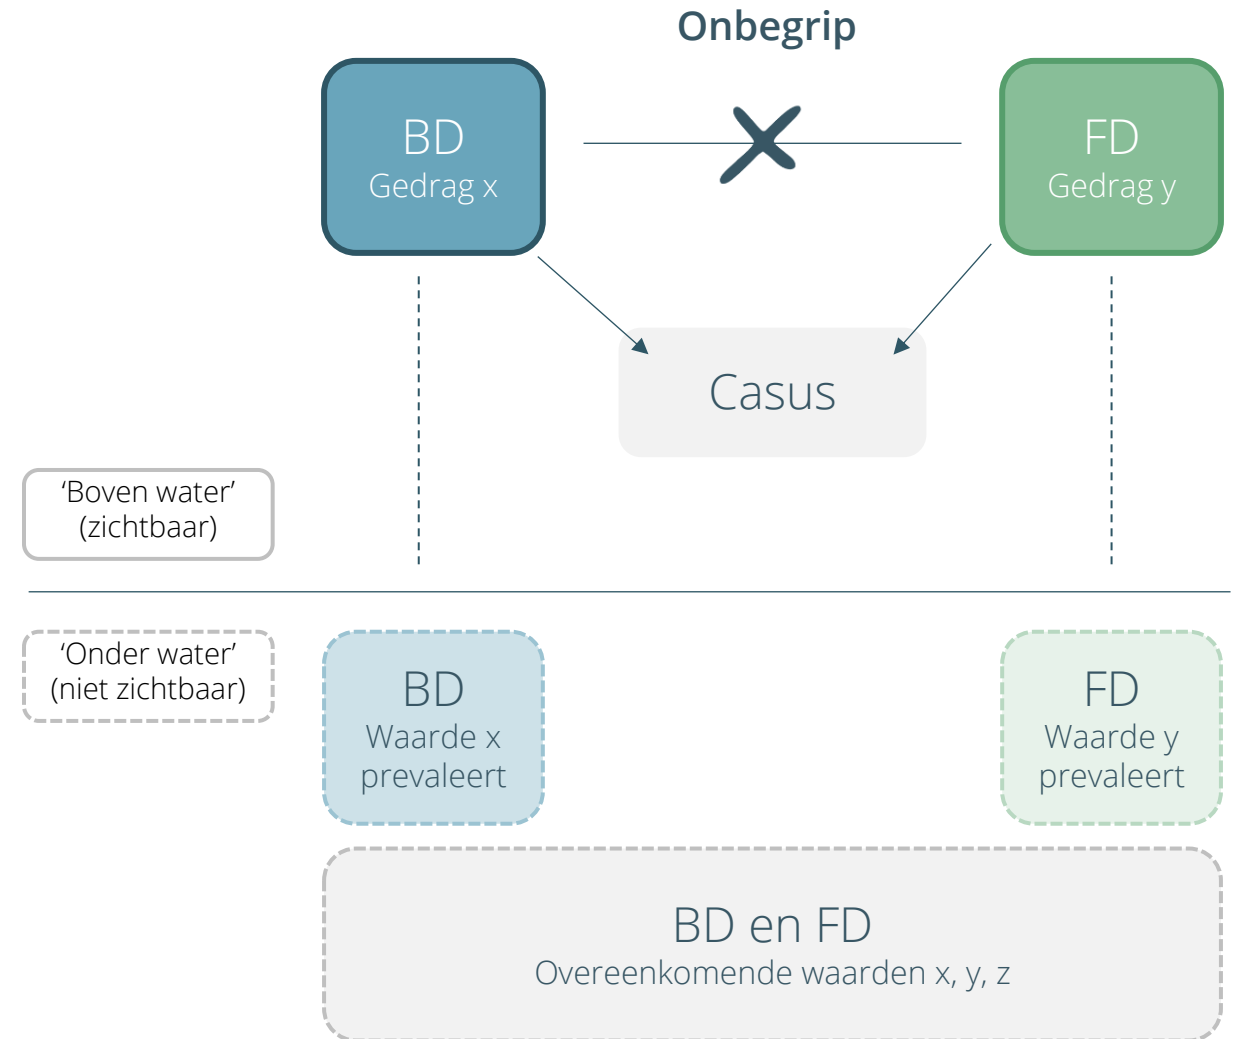 Onbegrip
BD
Gedrag x
FD
Gedrag y
Casus
‘Boven water’
(zichtbaar)
‘Onder water’
(niet zichtbaar)
BD
Waarde x
prevaleert
FD
Waarde y
prevaleert
BD en FD
Overeenkomende waarden x, y, z